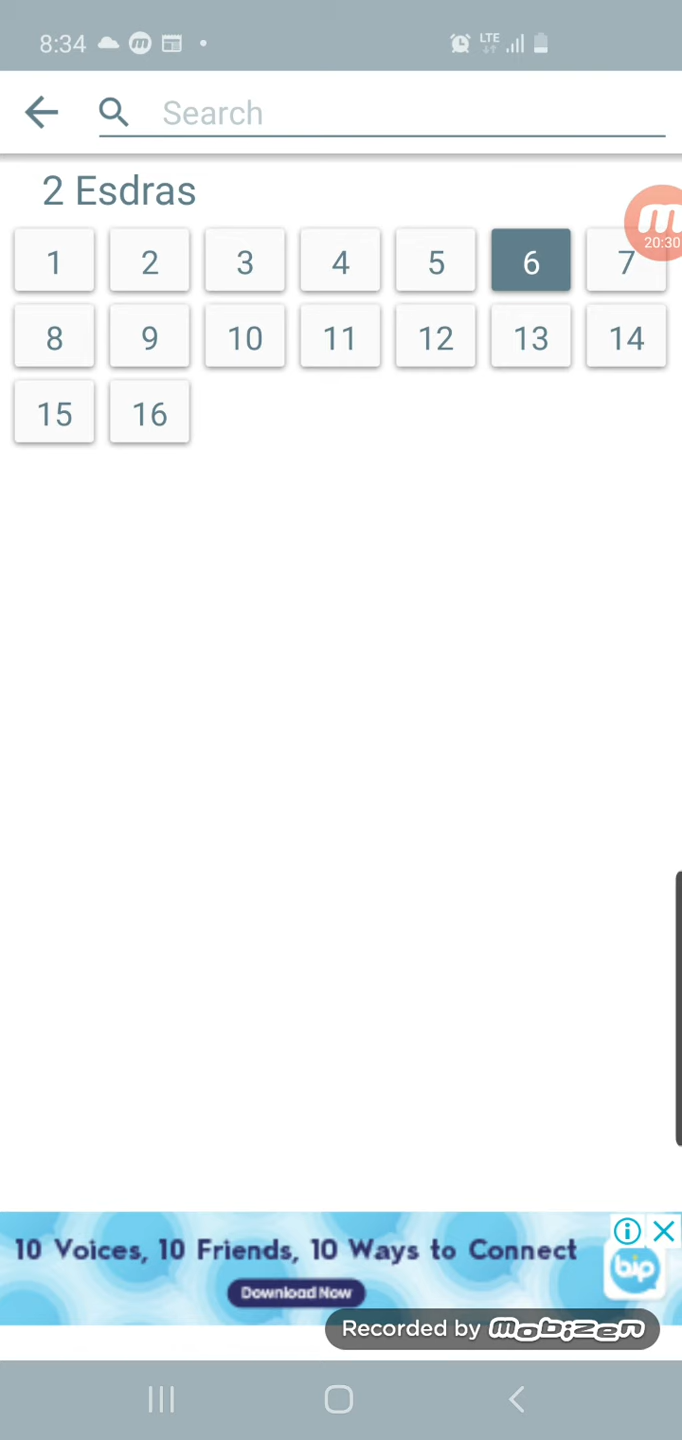 8:34 LTE
Search
2 Esdras
20:30
1 2 3 4 5 6 7
8 9 10 11 12 13 14
15 16
10 Voices, 10 Friends, 10 Ways to Connect
bip
Download Now
Recorded by mobizen